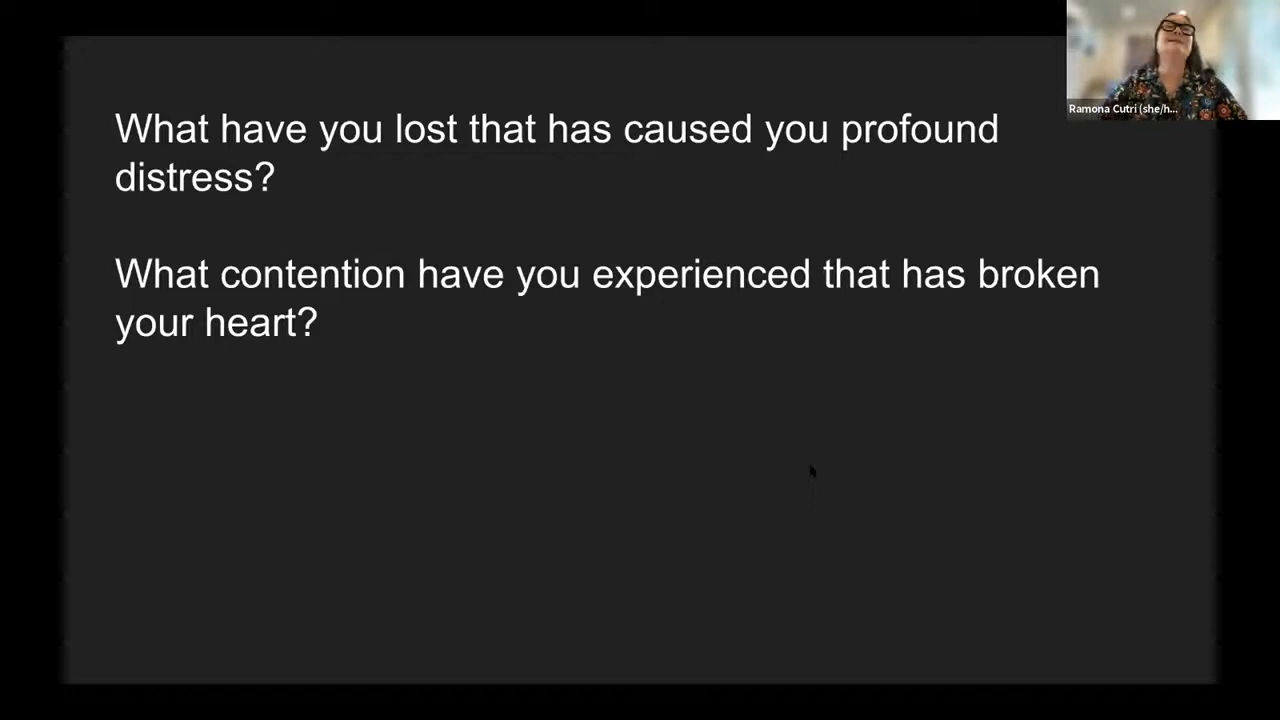 Ramona Cutri (she/h...
What have you lost that has caused you profound
distress?
What contention have you experienced that has broken
your heart?